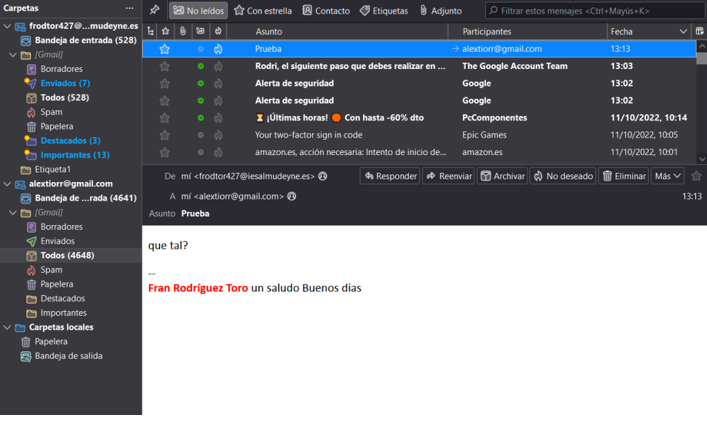 Carpetas ...
No leídos Con estrella Contacto Etiquetas Adjunto Filtrar estos mensajes <Ctrl+Mayús+K>
frodtor427@...mudeyne.es
Bandeja de entrada (528)
[Gmail]
Borradores
Enviados (7)
Todos (528)
Spam
Papelera
Destacados (3)
Importantes (13)
Etiqueta1
alextiorr@gmail.com
Bandeja de ...rada (4641)
[Gmail]
Borradores
Enviados
Todos (4648)
Spam
Papelera
Destacados
Importantes
Carpetas locales
Papelera
Bandeja de salida
Asunto Participantes Fecha
Prueba alextiorr@gmail.com 13:13
Rodri, el siguiente paso que debes realizar en ... The Google Account Team 13:03
Alerta de seguridad Google 13:02
Alerta de seguridad Google 13:02
⏳ ¡Últimas horas! 🟠 Con hasta -60% dto PcComponentes 11/10/2022, 10:14
Your two-factor sign in code Epic Games 11/10/2022, 10:05
amazon.es, acción necesaria: Intento de inicio de... amazon.es 11/10/2022, 10:01
De mí <frodtor427@iesalmudeyne.es> Responder Reenviar Archivar No deseado Eliminar Más
A mí <alextiorr@gmail.com> 13:13
Asunto Prueba
que tal?
--
Fran Rodríguez Toro un saludo Buenos dias